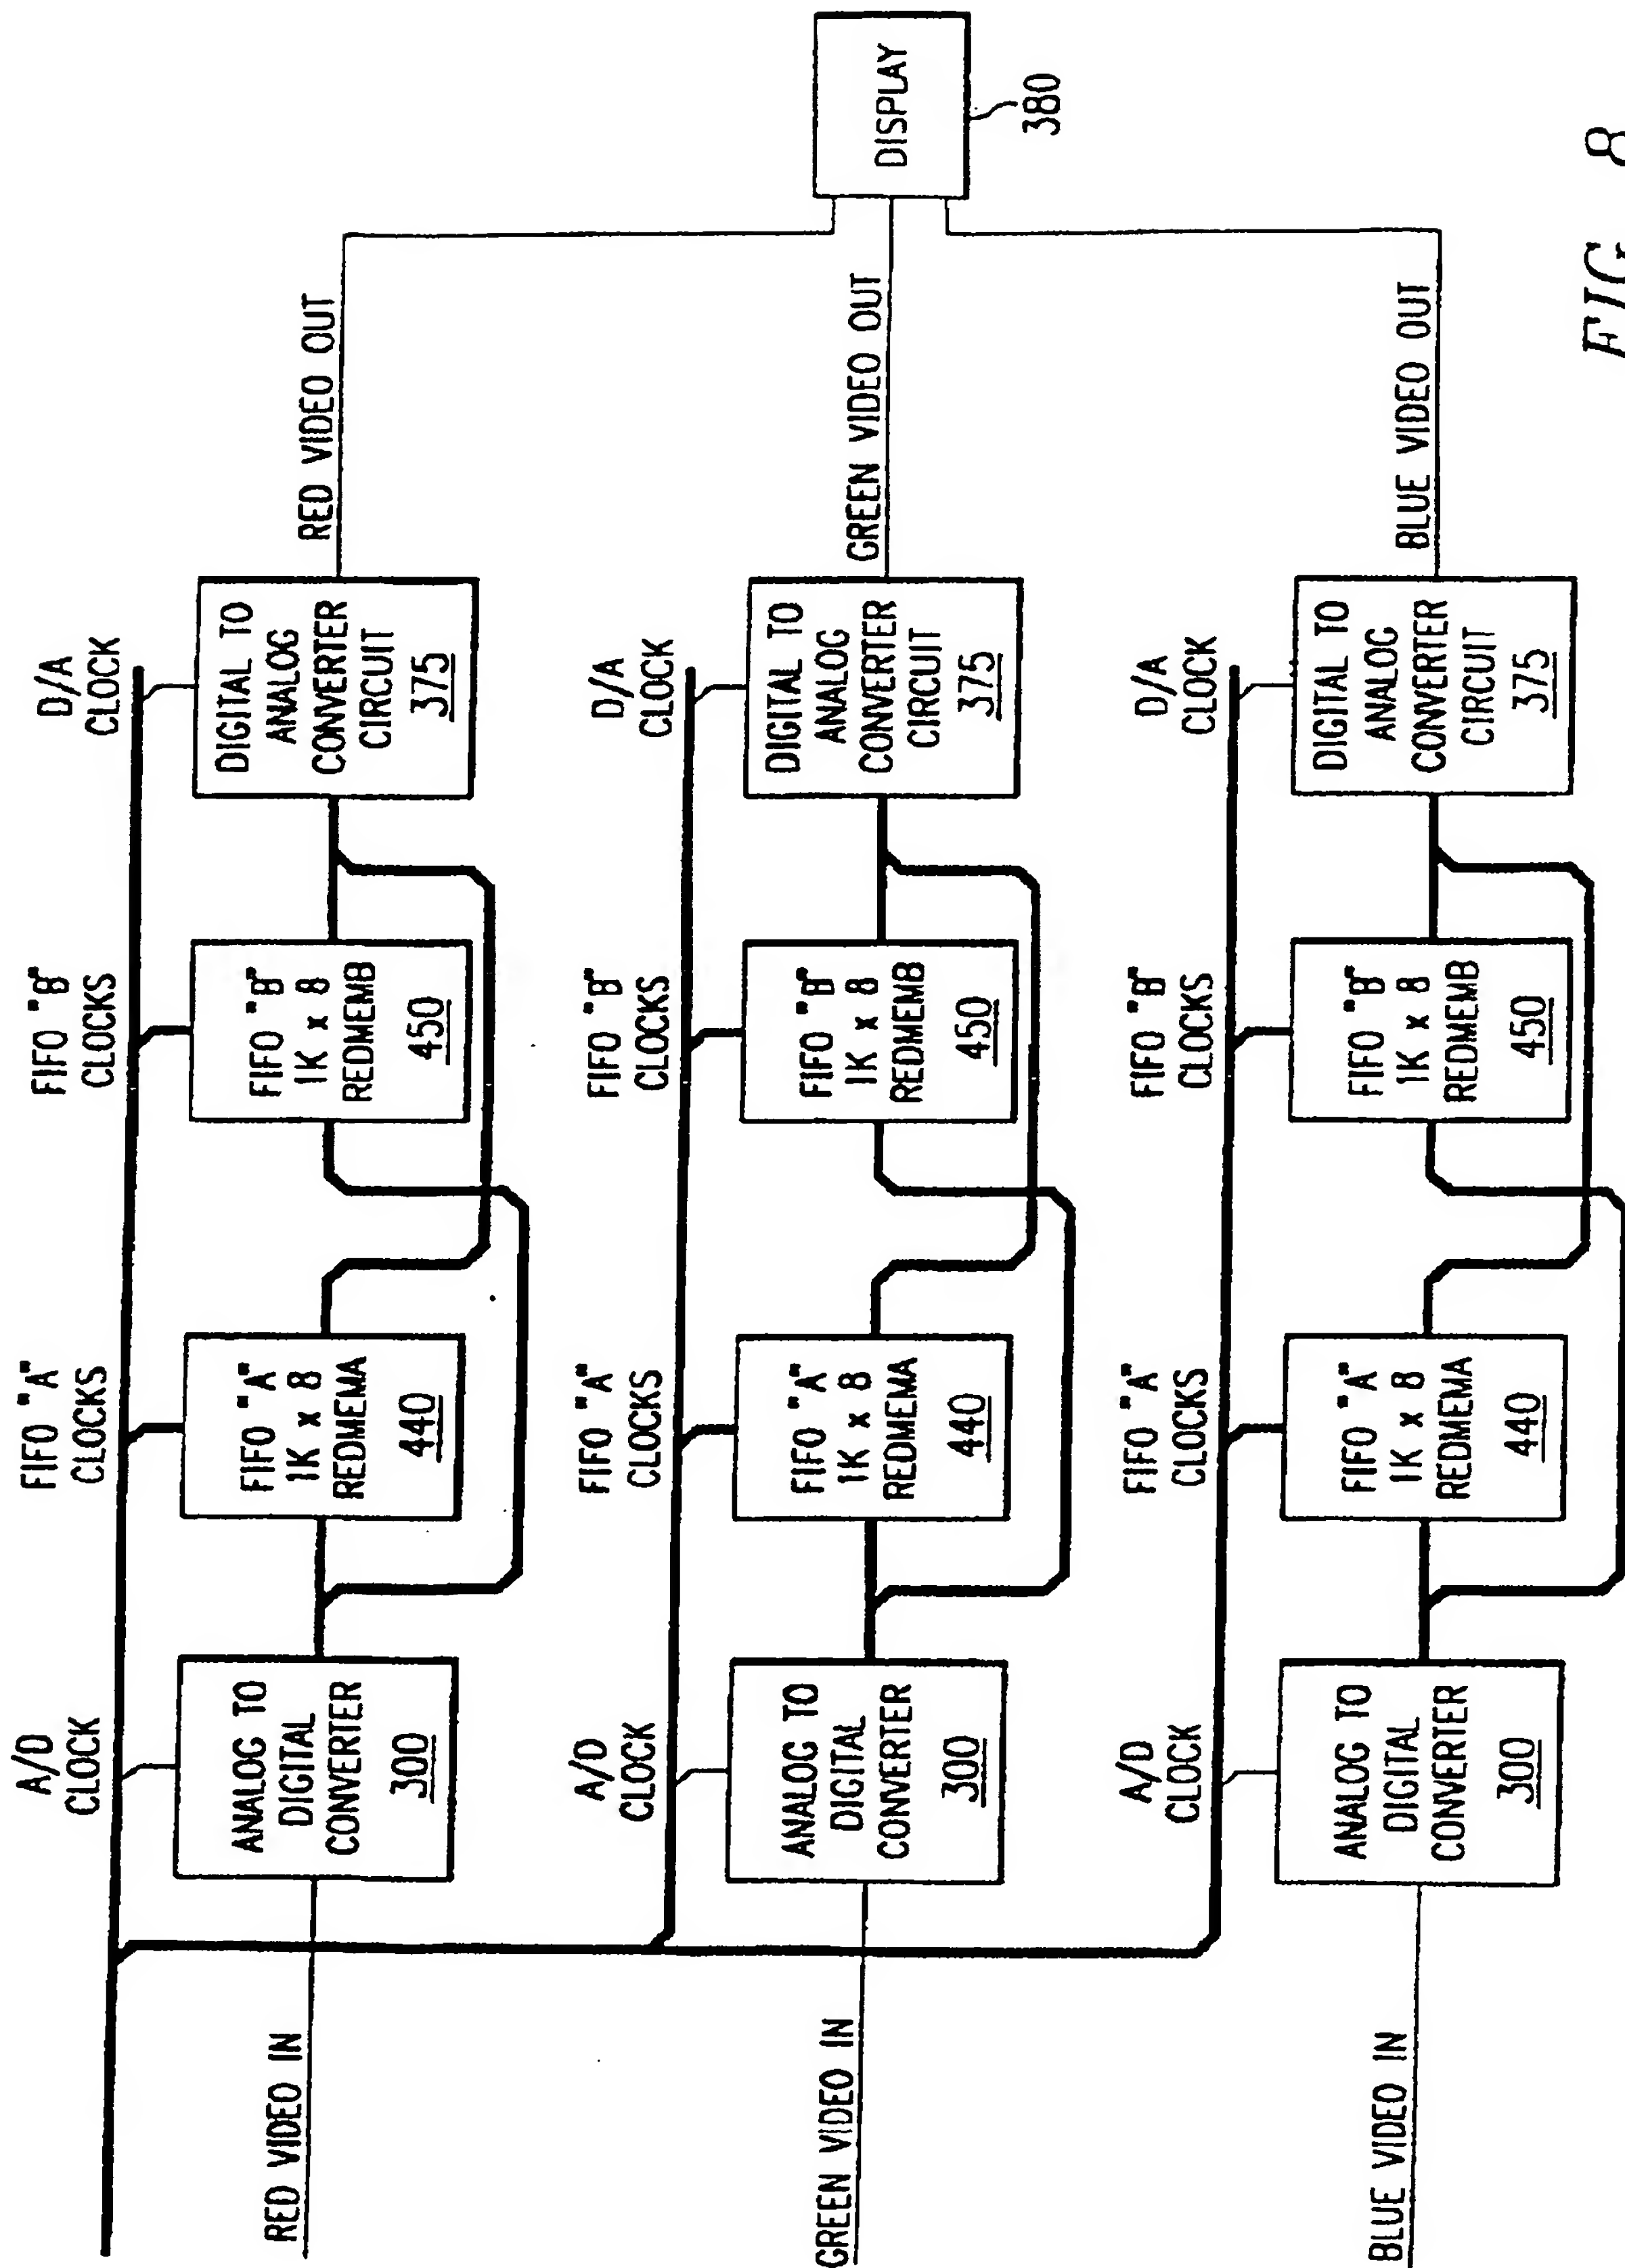 A/D
CLOCK
FIFO "A"
CLOCKS
FIFO "B"
CLOCKS
D/A
CLOCK
RED VIDEO IN
ANALOG TO
DIGITAL
CONVERTER
300
FIFO "A"
1K x 8
REDMEMA
440
FIFO "B"
1K x 8
REDMEMB
450
DIGITAL TO
ANALOG
CONVERTER
CIRCUIT
375
RED VIDEO OUT
A/D
CLOCK
FIFO "A"
CLOCKS
FIFO "B"
CLOCKS
D/A
CLOCK
GREEN VIDEO IN
ANALOG TO
DIGITAL
CONVERTER
300
FIFO "A"
1K x 8
REDMEMA
440
FIFO "B"
1K x 8
REDMEMB
450
DIGITAL TO
ANALOG
CONVERTER
CIRCUIT
375
GREEN VIDEO OUT
DISPLAY
380
A/D
CLOCK
FIFO "A"
CLOCKS
FIFO "B"
CLOCKS
D/A
CLOCK
BLUE VIDEO IN
ANALOG TO
DIGITAL
CONVERTER
300
FIFO "A"
1K x 8
REDMEMA
440
FIFO "B"
1K x 8
REDMEMB
450
DIGITAL TO
ANALOG
CONVERTER
CIRCUIT
375
BLUE VIDEO OUT
FIG. 8